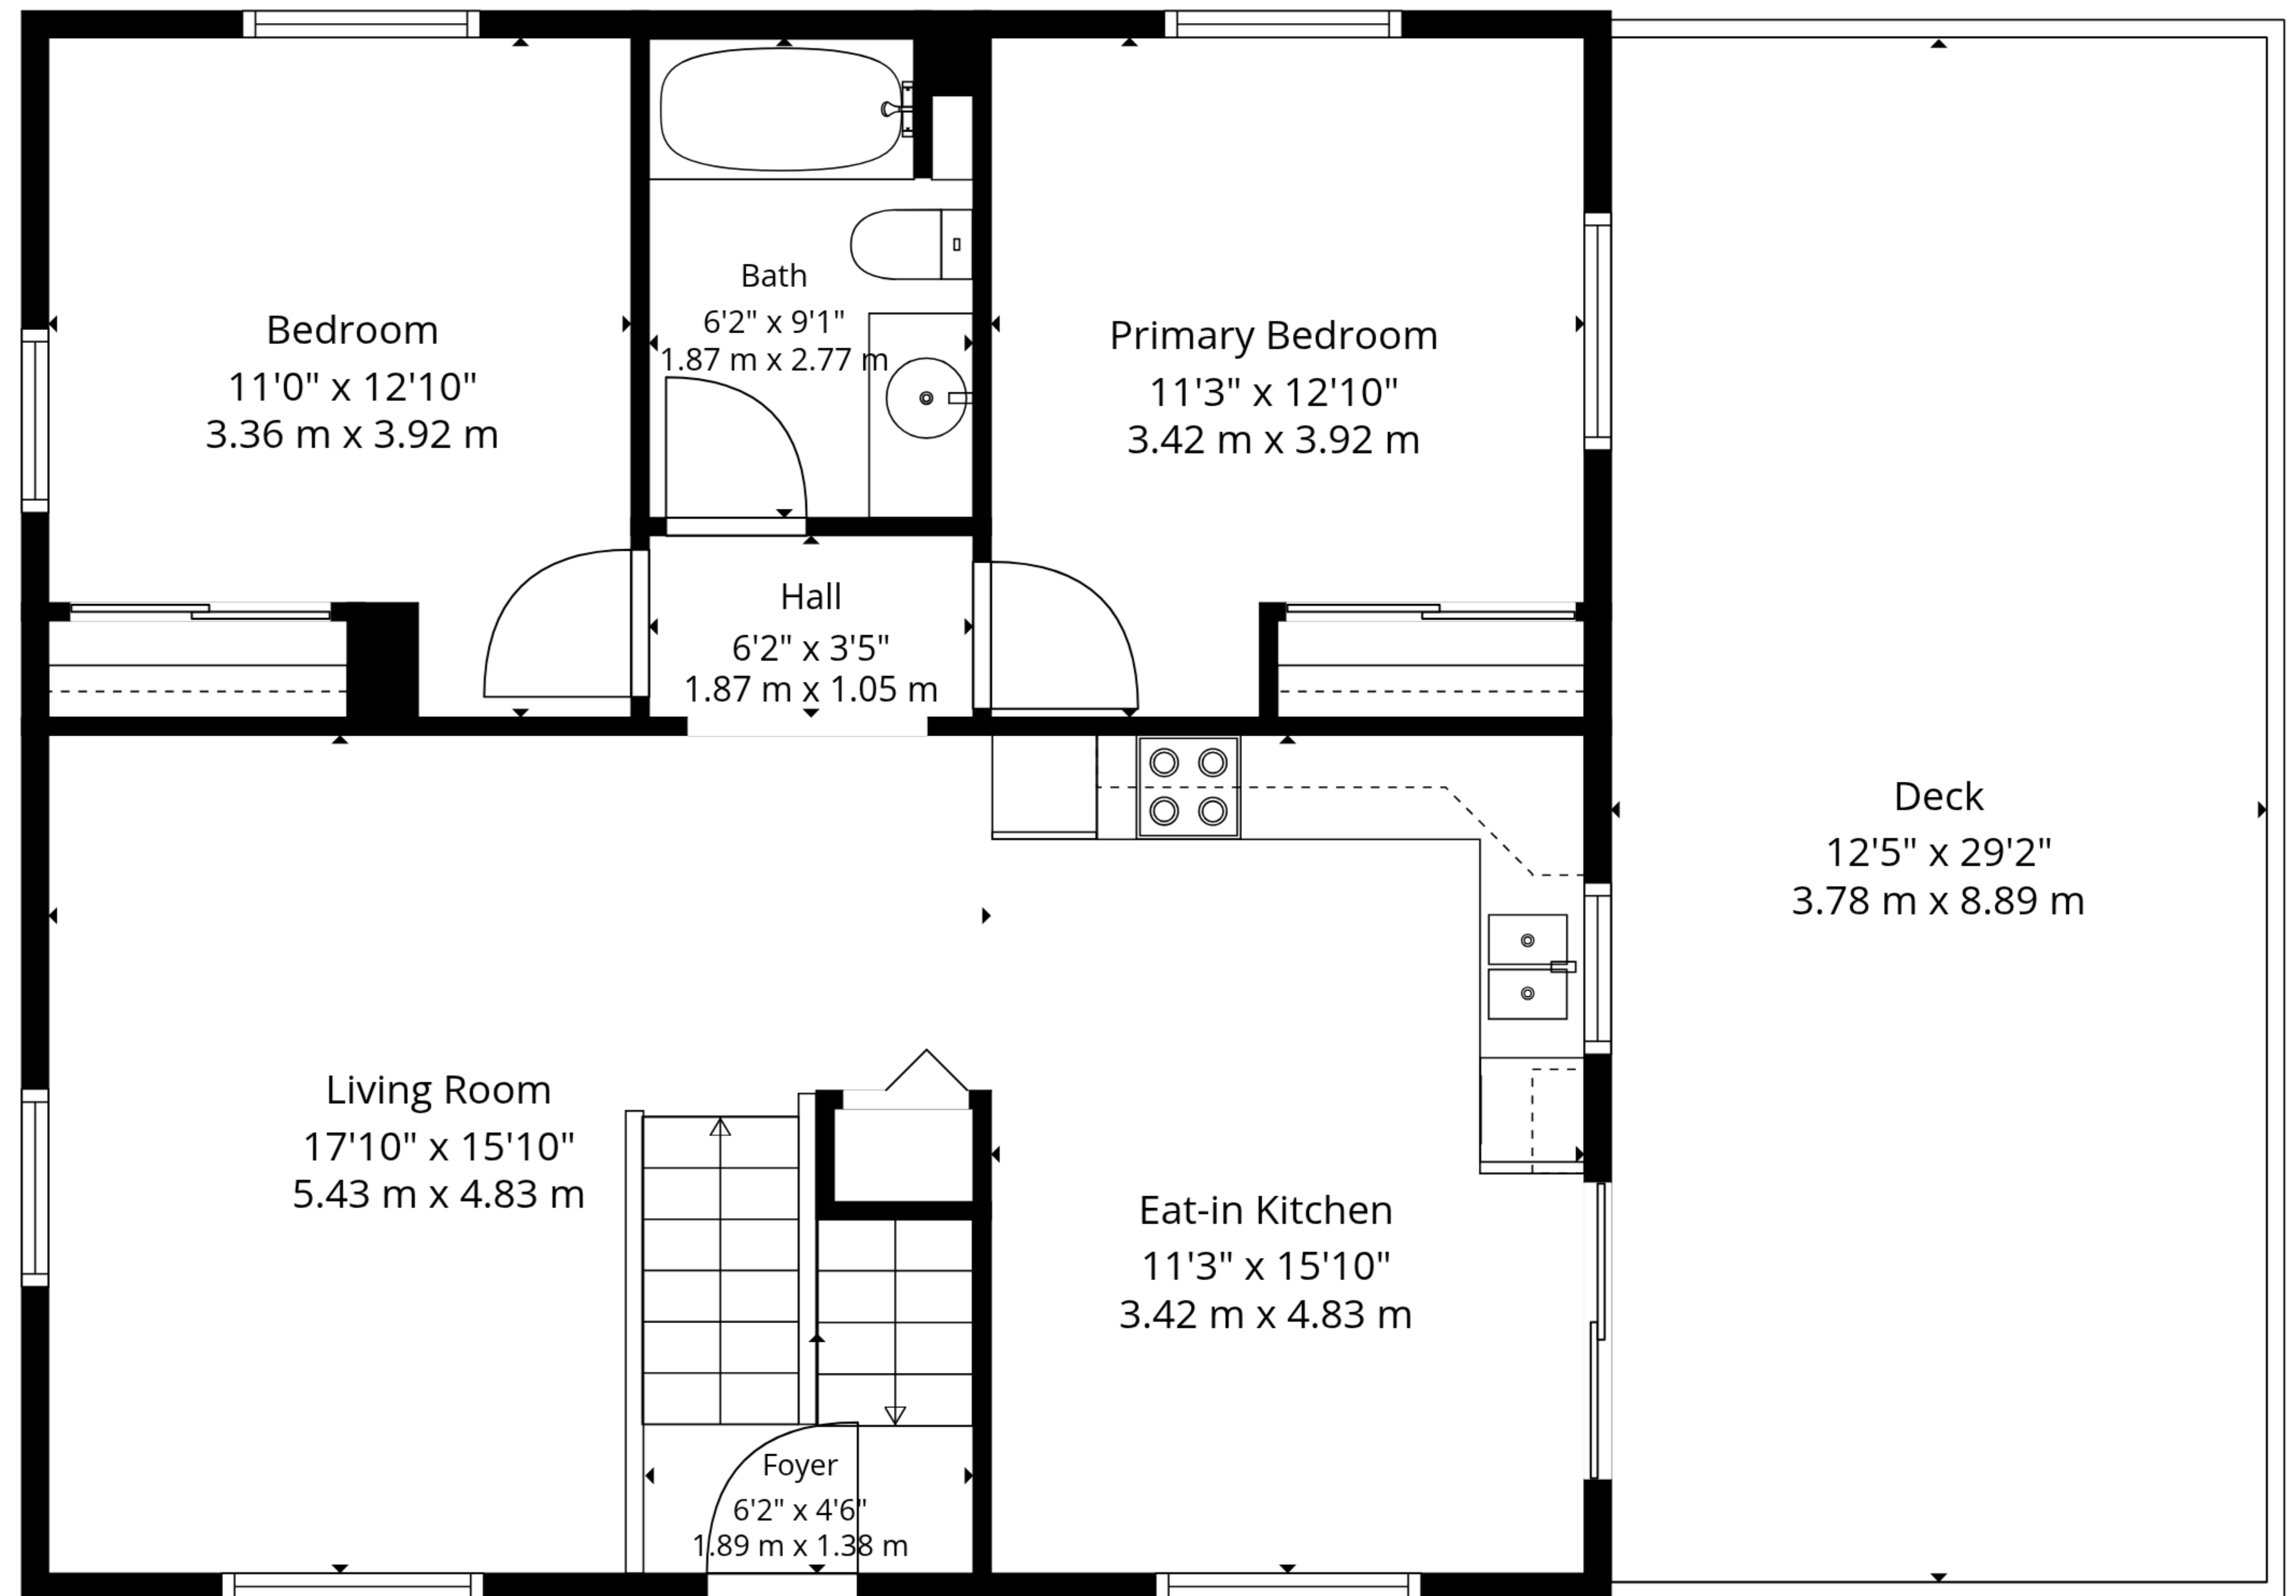 Bedroom
11'0" x 12'10"
3.36 m x 3.92 m
Bath
6'2" x 9'1"
1.87 m x 2.77 m
Primary Bedroom
11'3" x 12'10"
3.42 m x 3.92 m
Hall
6'2" x 3'5"
1.87 m x 1.05 m
Deck
12'5" x 29'2"
3.78 m x 8.89 m
Living Room
17'10" x 15'10"
5.43 m x 4.83 m
Eat-in Kitchen
11'3" x 15'10"
3.42 m x 4.83 m
Foyer
6'2" x 4'6"
1.89 m x 1.38 m